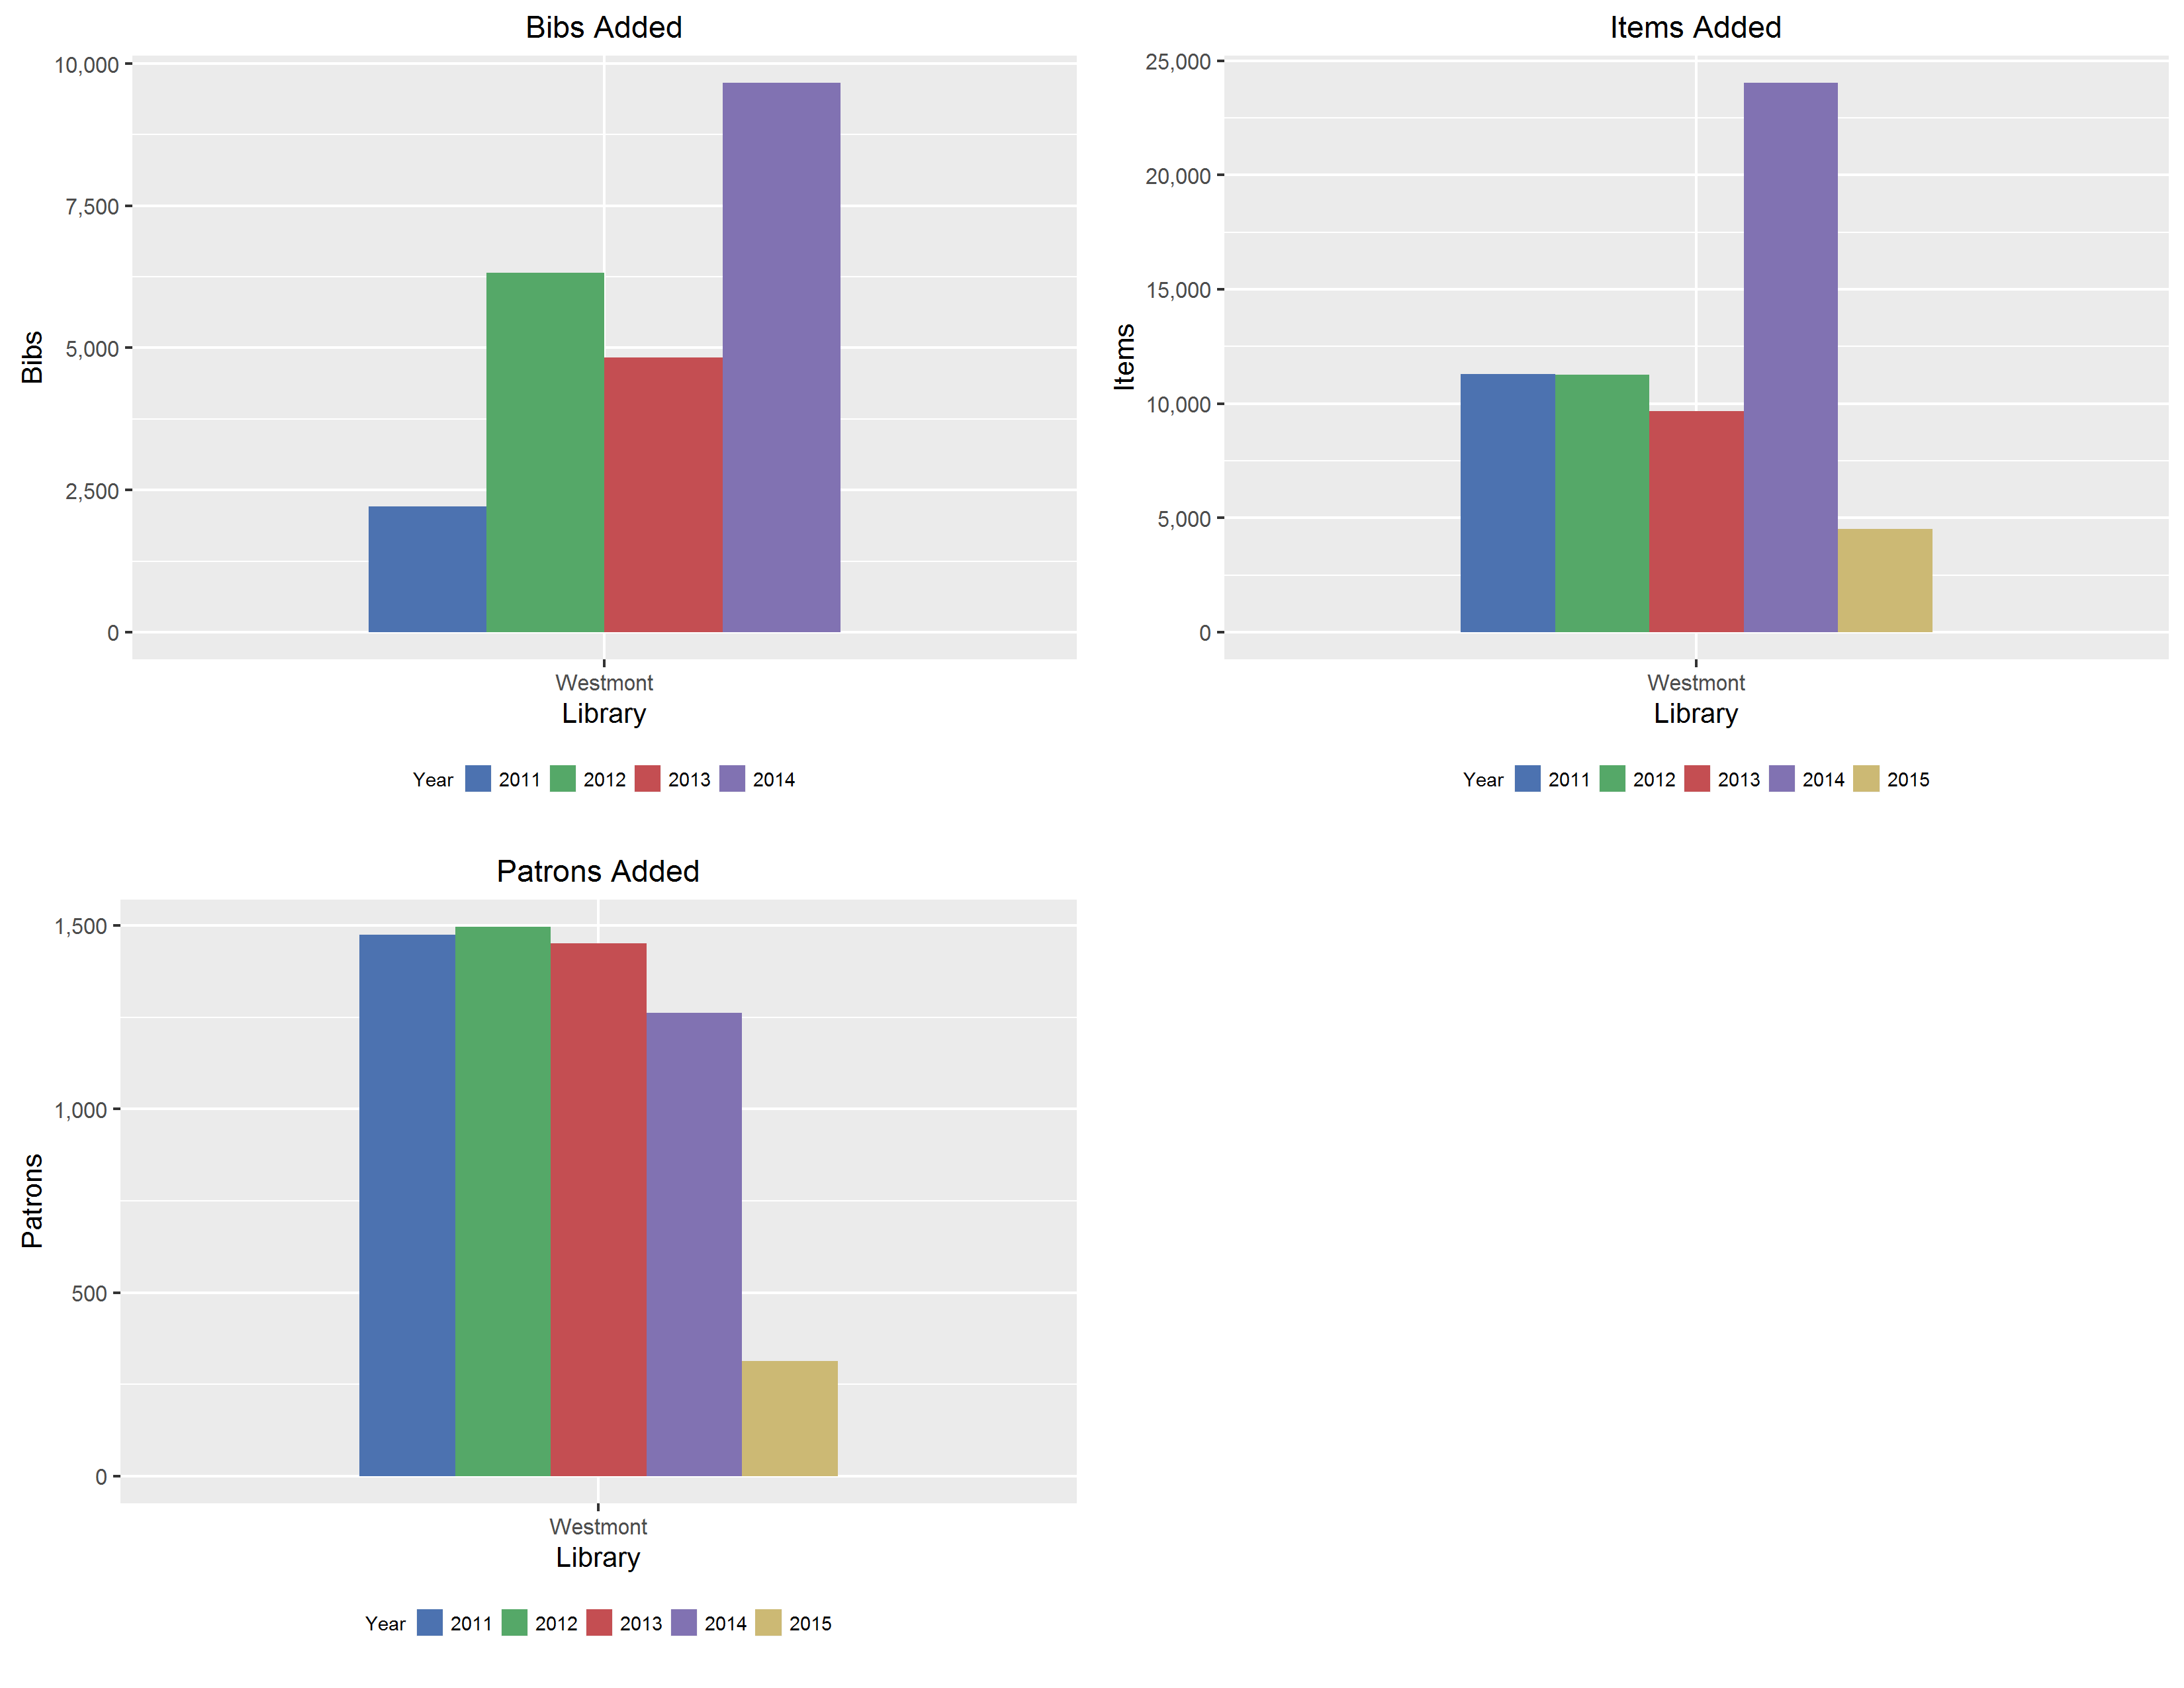 Bibs Added
10,000
7,500
5,000
2,500
0
Bibs
Westmont
Library
Year 2011 2012 2013 2014
Items Added
25,000
20,000
15,000
10,000
5,000
0
Items
Westmont
Library
Year 2011 2012 2013 2014 2015
Patrons Added
1,500
1,000
500
0
Patrons
Westmont
Library
Year 2011 2012 2013 2014 2015